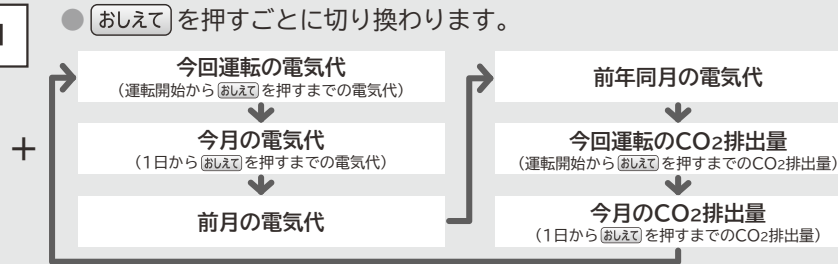 ●おしえてを押すごとに切り換わります。
今回運転の電気代
(運転開始からおしえてを押すまでの電気代)
今月の電気代
(1日からおしえてを押すまでの電気代)
前月の電気代
前年同月の電気代
今回運転のCO2排出量
(運転開始からおしえてを押すまでのCO2排出量)
今月のCO2排出量
(1日からおしえてを押すまでのCO2排出量)
+